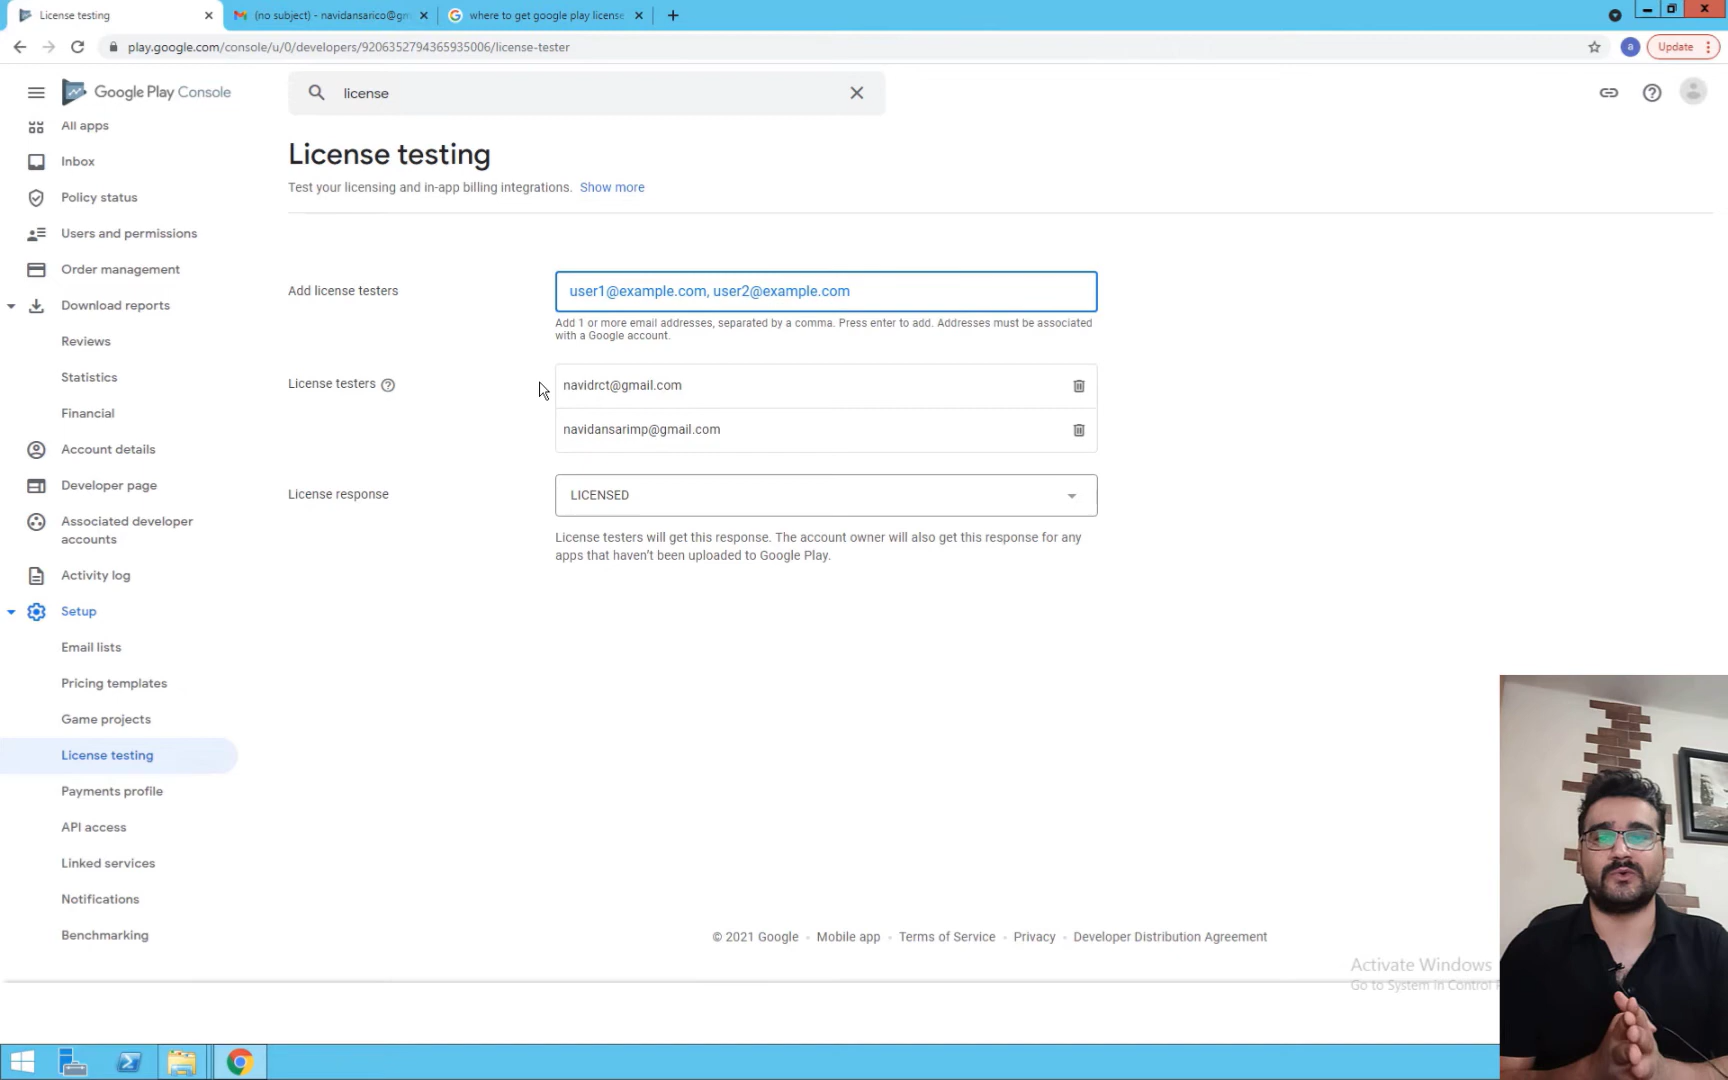 License testing
(no subject) - navidansarico@gm
where to get google play license
play.google.com/console/u/0/developers/9206352794365935006/license-tester
a
Update
Google Play Console
license
All apps
Inbox
Policy status
Users and permissions
Order management
Download reports
Reviews
Statistics
Financial
Account details
Developer page
Associated developer
accounts
Activity log
Setup
Email lists
Pricing templates
Game projects
License testing
Payments profile
API access
Linked services
Notifications
Benchmarking
License testing
Test your licensing and in-app billing integrations. Show more
Add license testers
user1@example.com, user2@example.com
Add 1 or more email addresses, separated by a comma. Press enter to add. Addresses must be associated
with a Google account.
License testers
navidrct@gmail.com
navidansarimp@gmail.com
License response
LICENSED
License testers will get this response. The account owner will also get this response for any
apps that haven't been uploaded to Google Play.
© 2021 Google • Mobile app • Terms of Service • Privacy • Developer Distribution Agreement
Activate Windows
Go to System in Control